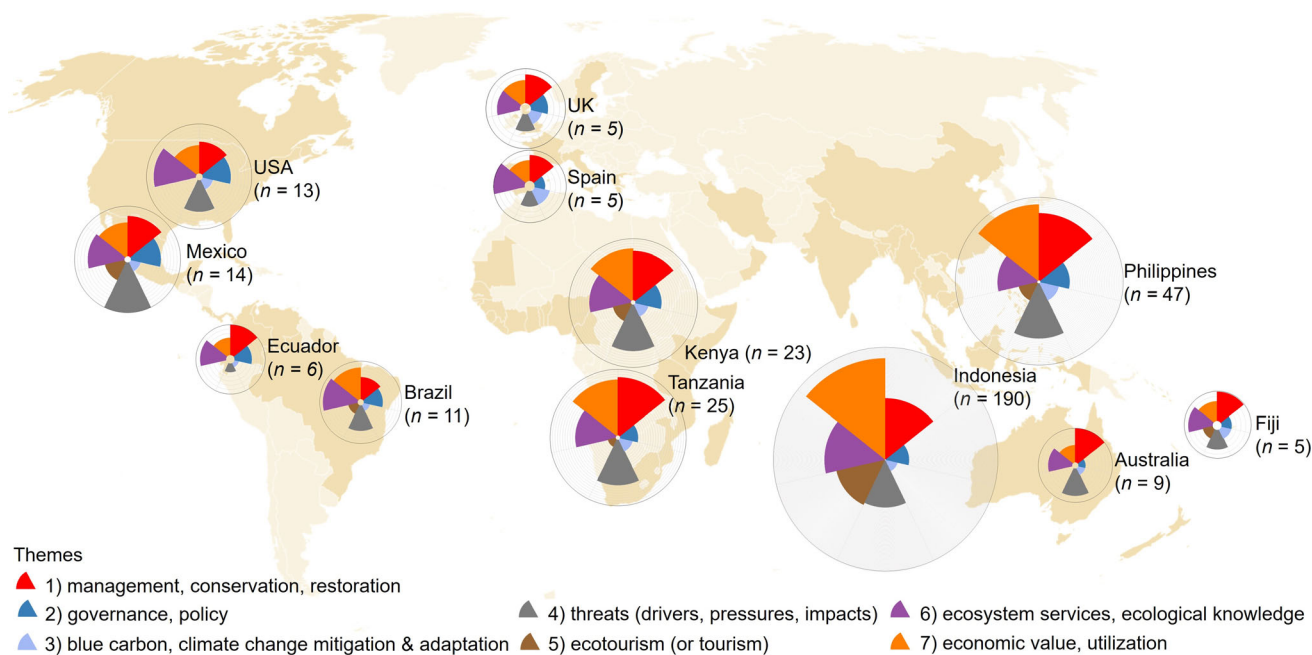 UK
(n = 5)
USA
(n = 13)
Spain
(n = 5)
Mexico
(n = 14)
Philippines
(n = 47)
Ecuador
(n = 6)
Kenya (n = 23)
Brazil
(n = 11)
Tanzania
(n = 25)
Indonesia
(n = 190)
Fiji
(n = 5)
Australia
(n = 9)
Themes
1) management, conservation, restoration
2) governance, policy
3) blue carbon, climate change mitigation & adaptation
4) threats (drivers, pressures, impacts)
5) ecotourism (or tourism)
6) ecosystem services, ecological knowledge
7) economic value, utilization